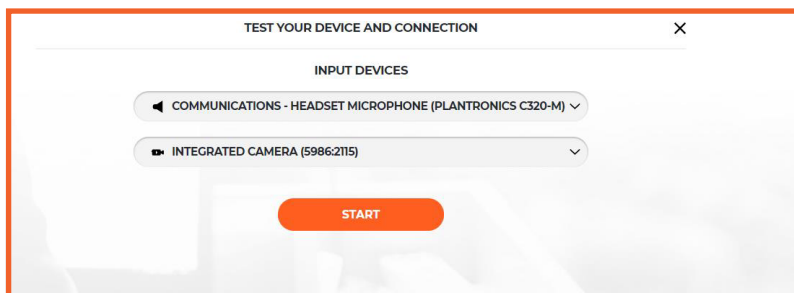 TEST YOUR DEVICE AND CONNECTION
INPUT DEVICES
COMMUNICATIONS - HEADSET MICROPHONE (PLANTRONICS C320-M)
INTEGRATED CAMERA (5986:2115)
START